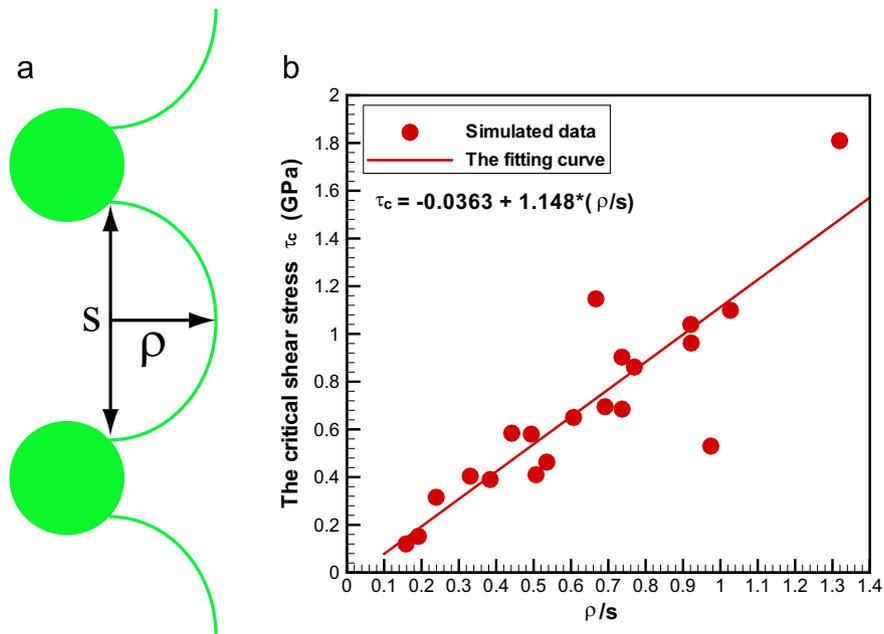 a
s
ρ
b
The critical shear stress τc (GPa)
2
1.8
1.6
1.4
1.2
1
0.8
0.6
0.4
0.2
0
Simulated data
The fitting curve
τc = -0.0363 + 1.148*( ρ/s)
0 0.1 0.2 0.3 0.4 0.5 0.6 0.7 0.8 0.9 1 1.1 1.2 1.3 1.4
ρ/s